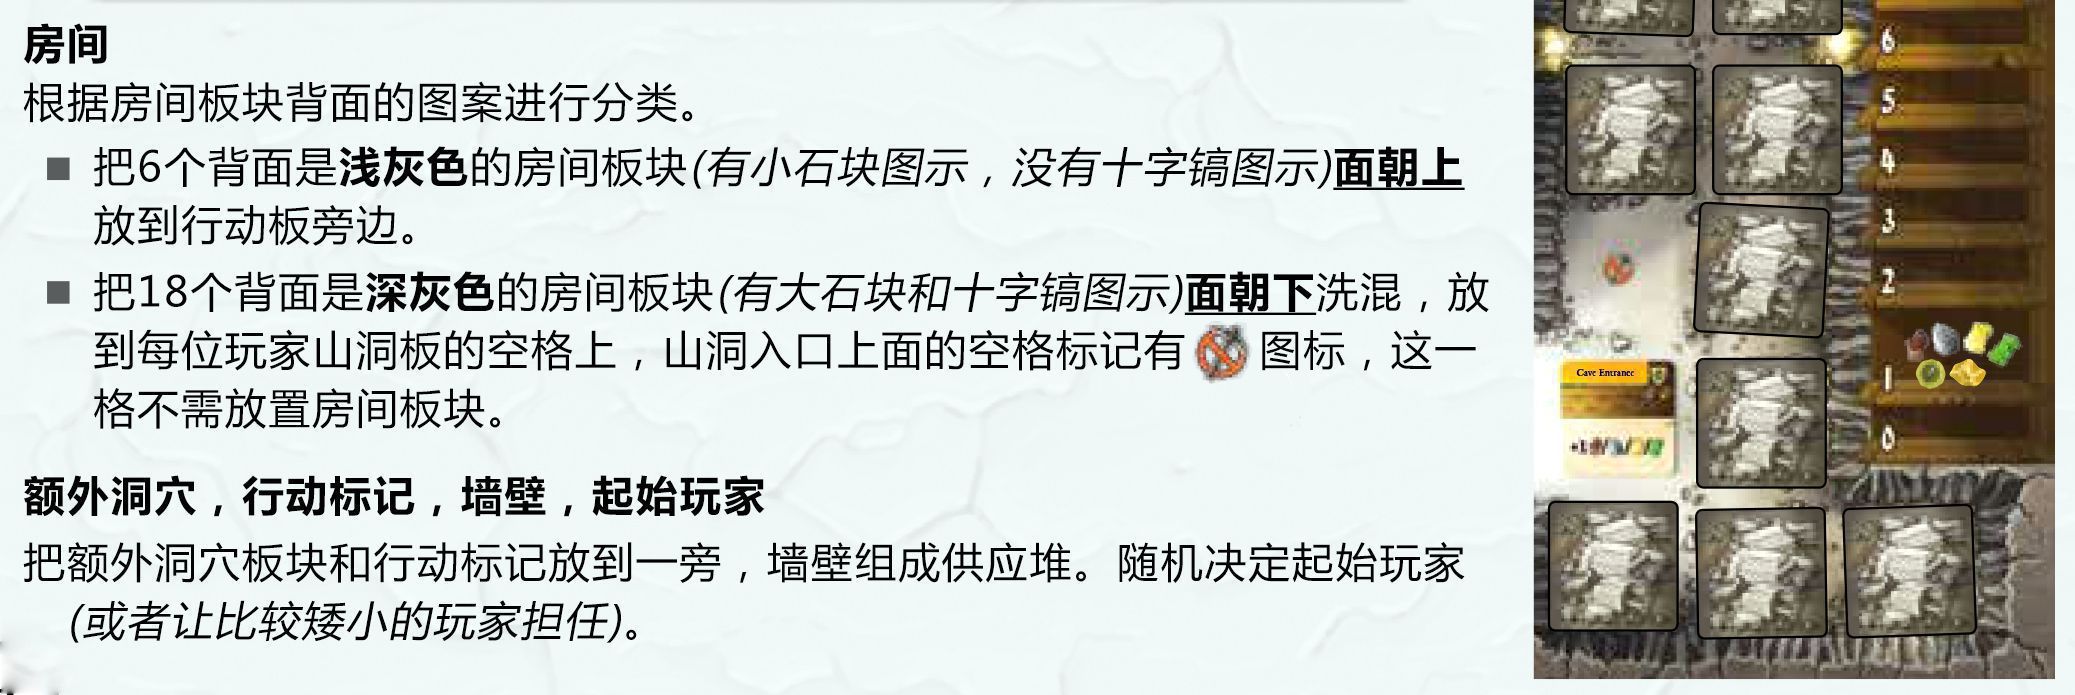 房间
根据房间板块背面的图案进行分类。
■ 把6个背面是浅灰色的房间板块(有小石块图示，没有十字镐图示)面朝上
放到行动板旁边。
■ 把18个背面是深灰色的房间板块(有大石块和十字镐图示)面朝下洗混，放
到每位玩家山洞板的空格上，山洞入口上面的空格标记有 图标，这一
格不需放置房间板块。
额外洞穴，行动标记，墙壁，起始玩家
把额外洞穴板块和行动标记放到一旁，墙壁组成供应堆。随机决定起始玩家
(或者让比较矮小的玩家担任)。
6
5
4
3
2
1
0
Cave Entrance